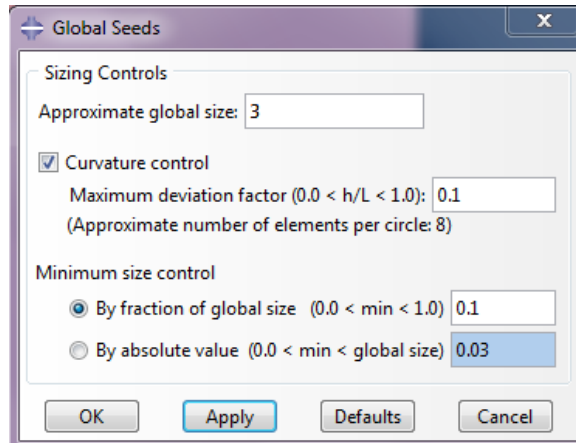 Global Seeds
Sizing Controls
Approximate global size: 3
Curvature control
Maximum deviation factor (0.0 < h/L < 1.0): 0.1
(Approximate number of elements per circle: 8)
Minimum size control
By fraction of global size (0.0 < min < 1.0) 0.1
By absolute value (0.0 < min < global size) 0.03
OK Apply Defaults Cancel